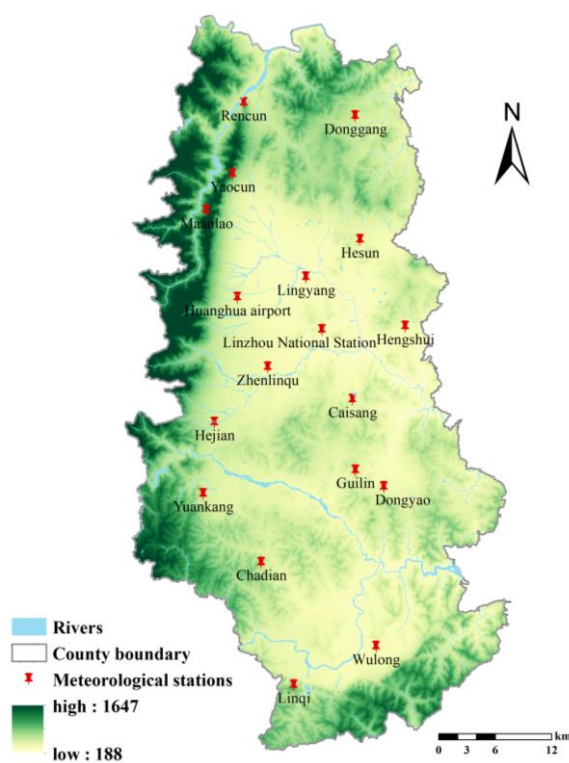 N
Rencun
Donggang
Yaocun
Maanlao
Hesun
Lingyang
Huanghua airport
Linzhou National Station
Hengshui
Zhenlinqu
Caisang
Hejian
Guilin
Dongyao
Yuankang
Chadian
Wulong
Linqi
Rivers
County boundary
Meteorological stations
high : 1647
low : 188
km
0 3 6 12